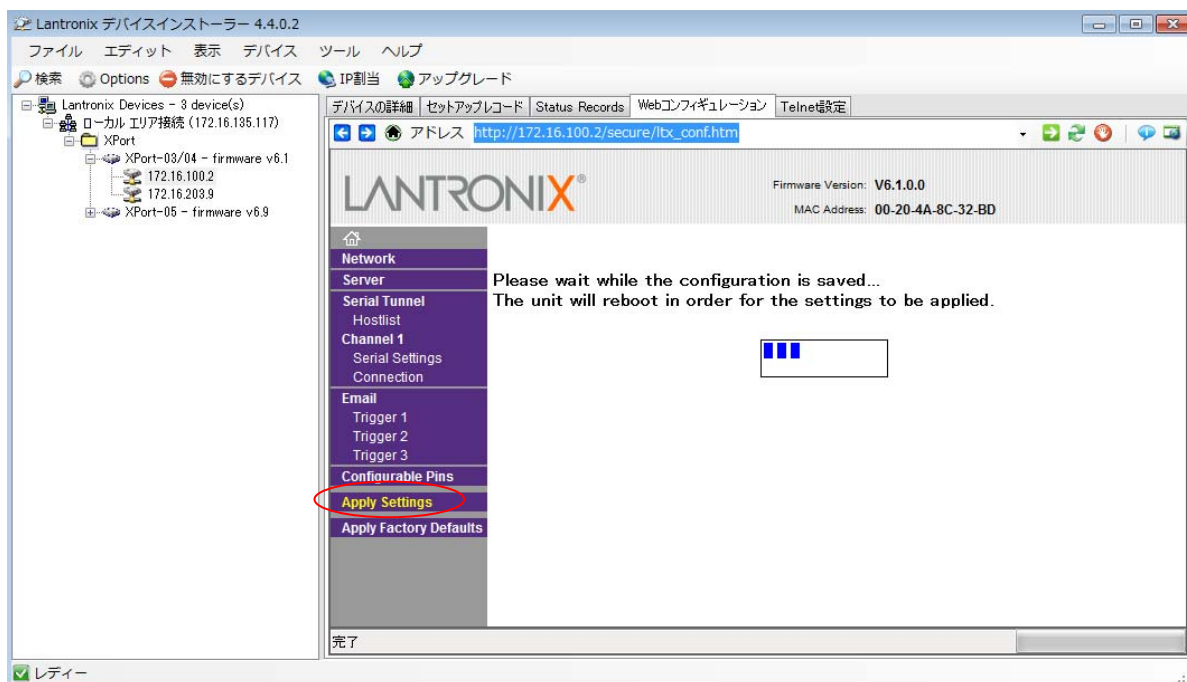 Lantronix デバイスインストーラー 4.4.0.2
ファイル エディット 表示 デバイス ツール ヘルプ
検索 Options 無効にするデバイス IP割当 アップグレード
Lantronix Devices - 3 device(s)
ローカル エリア接続 (172.16.135.117)
XPort
XPort-03/04 - firmware v6.1
172.16.100.2
172.16.203.9
XPort-05 - firmware v6.9
デバイスの詳細 セットアップレコード Status Records Webコンフィギュレーション Telnet設定
アドレス http://172.16.100.2/secure/ltx_conf.htm
LANTRONIX®
Firmware Version: V6.1.0.0
MAC Address: 00-20-4A-8C-32-BD
Network
Server
Serial Tunnel
Hostlist
Channel 1
Serial Settings
Connection
Email
Trigger 1
Trigger 2
Trigger 3
Configurable Pins
Apply Settings
Apply Factory Defaults
Please wait while the configuration is saved...
The unit will reboot in order for the settings to be applied.
完了
レディー